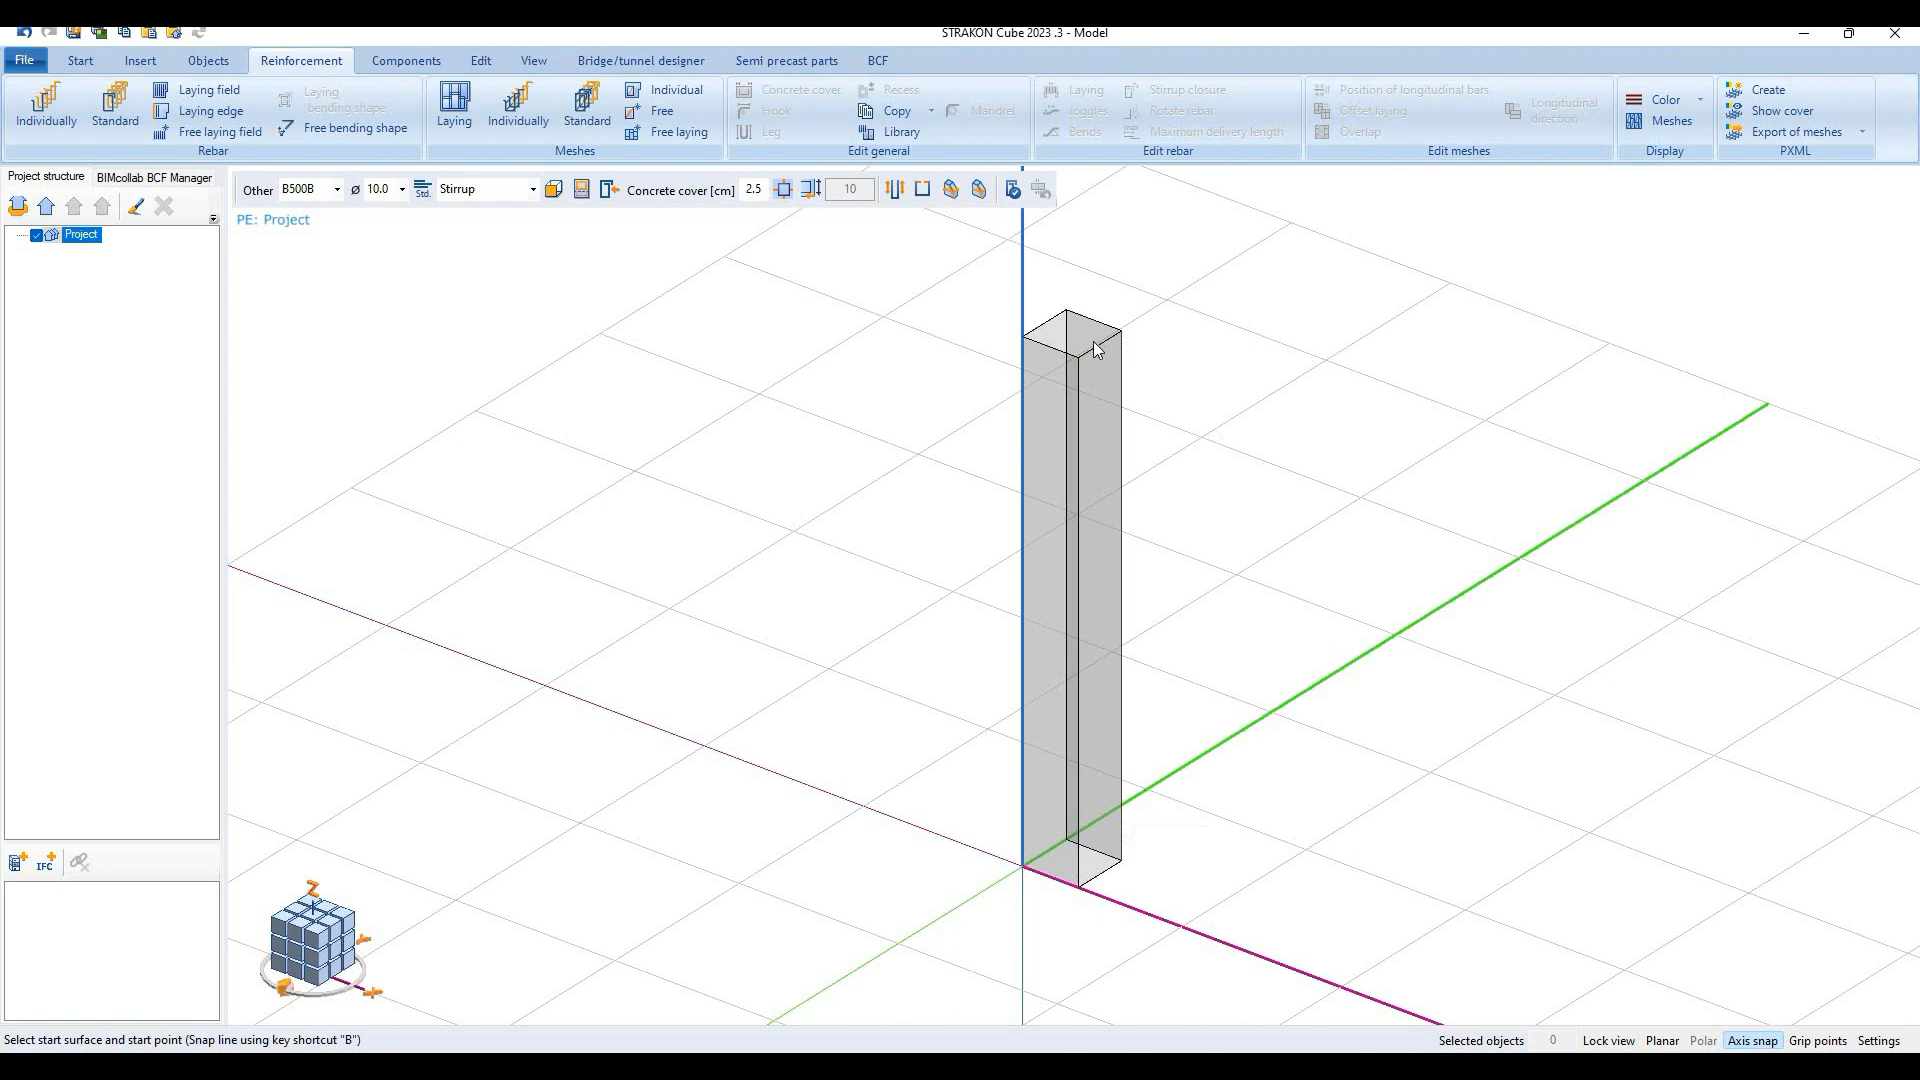 STRAKON Cube 2023 .3 - Model
File Start Insert Objects Reinforcement Components Edit View Bridge/tunnel designer Semi precast parts BCF
Individually Standard Laying field Laying edge Free laying field Laying bending shape Free bending shape
Laying Individually Standard Individual Free Free laying
Concrete cover Hook Leg Recess Copy Library Mandrel
Laying Joggles Bends Stirrup closure Rotate rebar Maximum delivery length
Position of longitudinal bars Offset laying Overlap Longitudinal direction
Color Meshes
Create Show cover Export of meshes
Rebar Meshes Edit general Edit rebar Edit meshes Display PXML
Project structure BIMcollab BCF Manager
Other B500B ø 10.0 Std. Stirrup Concrete cover [cm] 2.5 10
PE: Project
Project
IFC
Z
Select start surface and start point (Snap line using key shortcut "B") Selected objects 0 Lock view Planar Polar Axis snap Grip points Settings